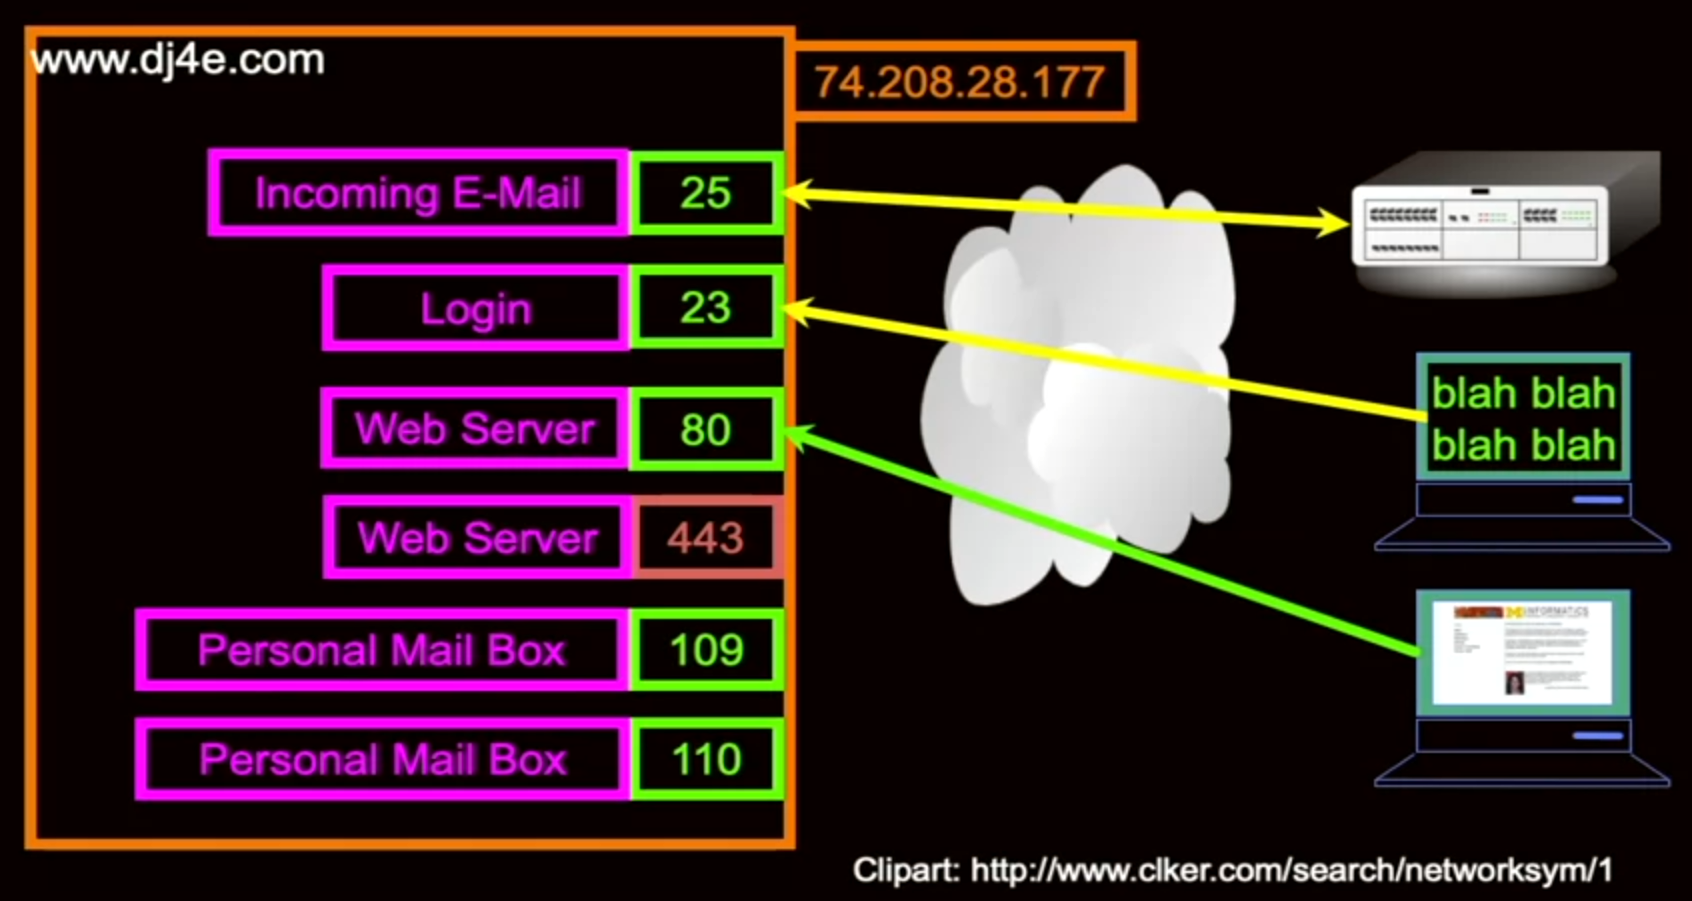 www.dj4e.com
74.208.28.177
Incoming E-Mail 25
Login 23
Web Server 80
Web Server 443
Personal Mail Box 109
Personal Mail Box 110
blah blah
blah blah
INFORMATICS
Clipart: http://www.clker.com/search/networksym/1